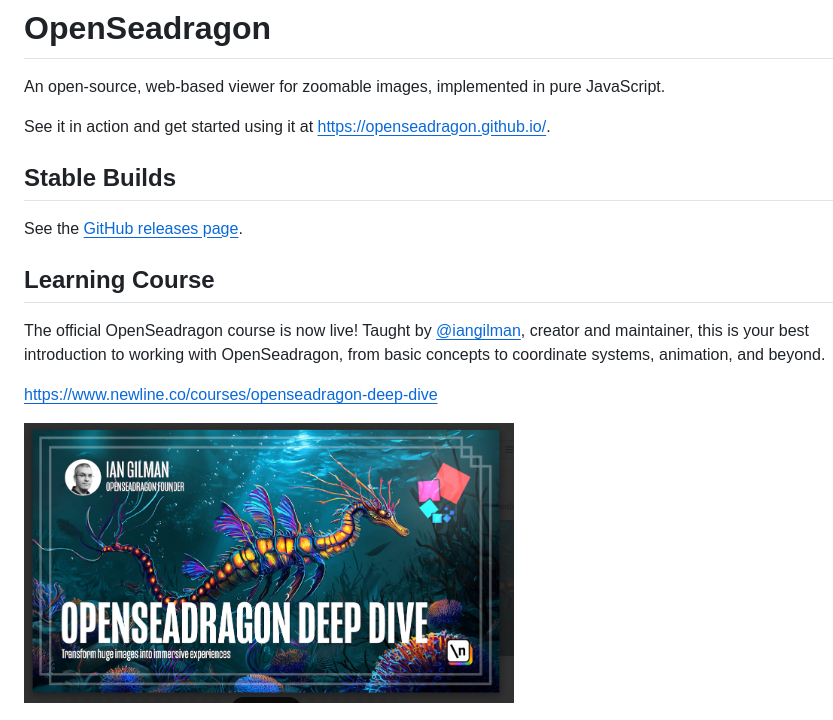 OpenSeadragon
An open-source, web-based viewer for zoomable images, implemented in pure JavaScript.
See it in action and get started using it at https://openseadragon.github.io/.
Stable Builds
See the GitHub releases page.
Learning Course
The official OpenSeadragon course is now live! Taught by @iangilman, creator and maintainer, this is your best
introduction to working with OpenSeadragon, from basic concepts to coordinate systems, animation, and beyond.
https://www.newline.co/courses/openseadragon-deep-dive
IAN GILMAN
OPENSEADRAGON FOUNDER
OPENSEADRAGON DEEP DIVE
Transform huge images into immersive experiences
\n